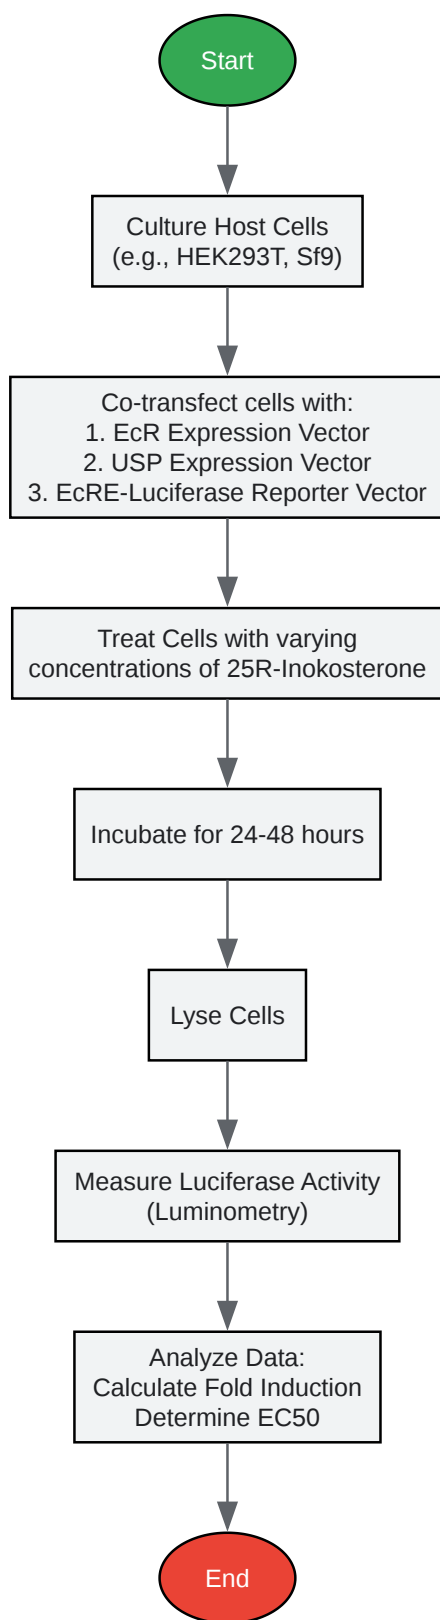 Start
Culture Host Cells
(e.g., HEK293T, Sf9)
Co-transfect cells with:
1. EcR Expression Vector
2. USP Expression Vector
3. EcRE-Luciferase Reporter Vector
Treat Cells with varying
concentrations of 25R-Inokosterone
Incubate for 24-48 hours
Lyse Cells
Measure Luciferase Activity
(Luminometry)
Analyze Data:
Calculate Fold Induction
Determine EC50
End